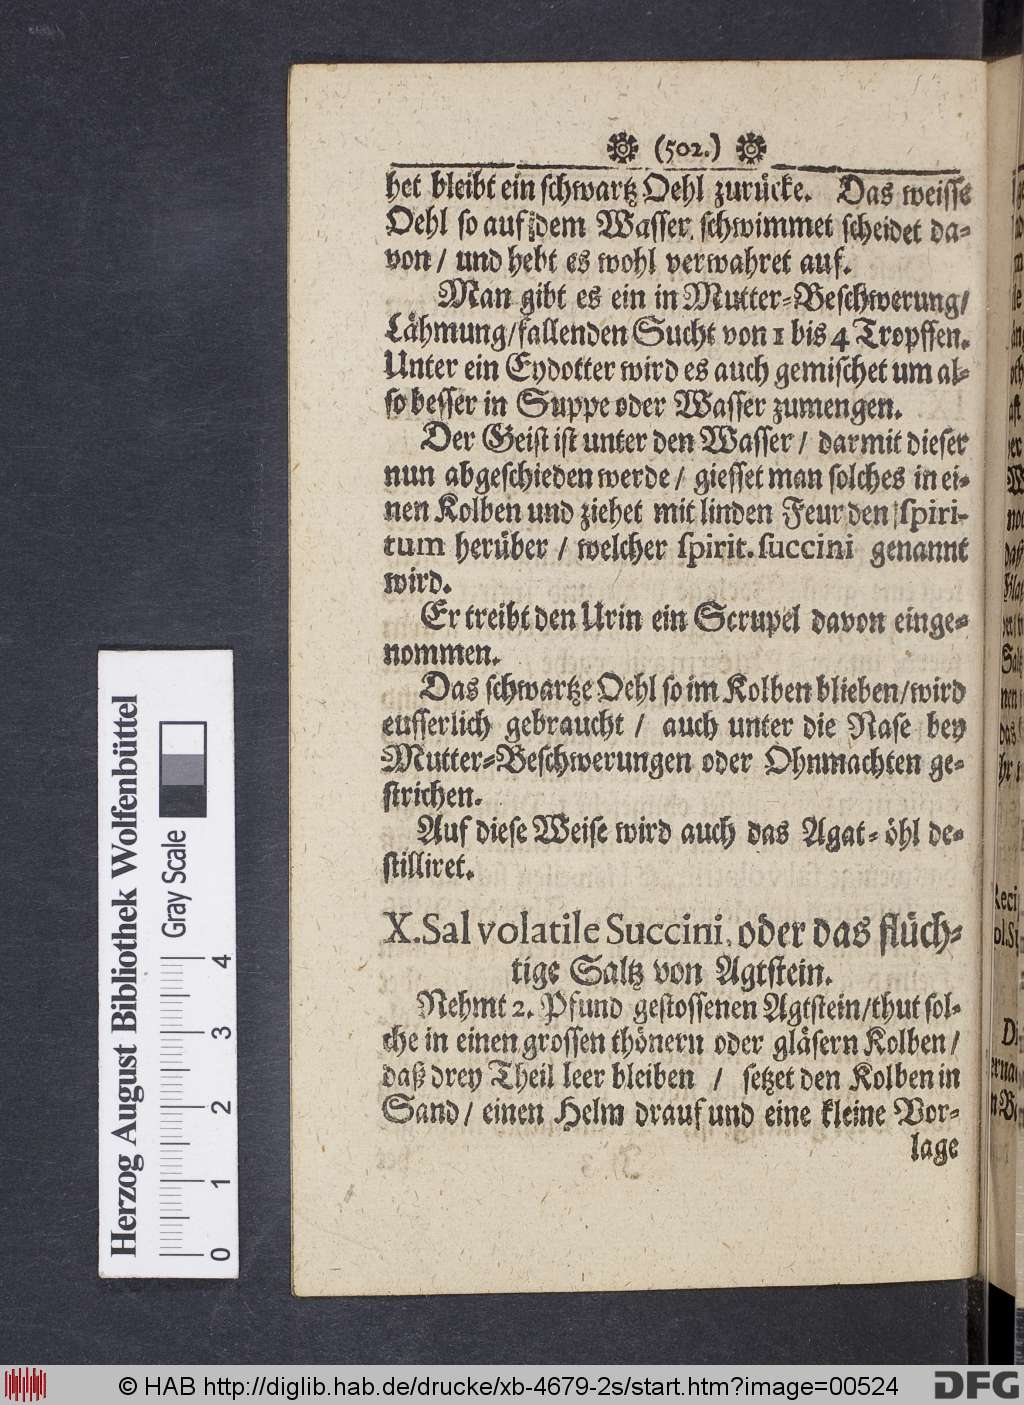 (502.)
het bleibt ein schwartz Oehl zurücke. Das weisse
Oehl so auf dem Wasser schwimmet scheidet da-
von / und hebt es wohl verwahret auf.
Man gibt es ein in Mutter-Beschwerung/
Lähmung/fallenden Sucht von 1 bis 4 Tropffen.
Unter ein Eydotter wird es auch gemischet um al-
so besser in Suppe oder Wasser zumengen.
Der Geist ist unter den Wasser / darmit dieser
nun abgeschieden werde / giesset man solches in ei-
nen Kolben und ziehet mit linden Feur den spiri-
tum herüber / welcher spirit. succini genannt
wird.
Er treibt den Urin ein Scrupel davon einge-
nommen.
Das schwartze Oehl so im Kolben blieben/wird
eusserlich gebraucht / auch unter die Nase bey
Mutter-Beschwerungen oder Ohnmachten ge-
strichen.
Auf diese Weise wird auch das Agat-öhl de-
stilliret.
X. Sal volatile Succini, oder das flüch-
tige Saltz von Agtstein.
Nehmt 2. Pfund gestossenen Agtstein/thut sol-
che in einen grossen thönern oder gläsern Kolben /
daß drey Theil leer bleiben / setzet den Kolben in
Sand / einen Helm drauf und eine kleine Vor-
lage
Herzog August Bibliothek Wolfenbüttel
Gray Scale
0 1 2 3 4
© HAB http://diglib.hab.de/drucke/xb-4679-2s/start.htm?image=00524
DFG